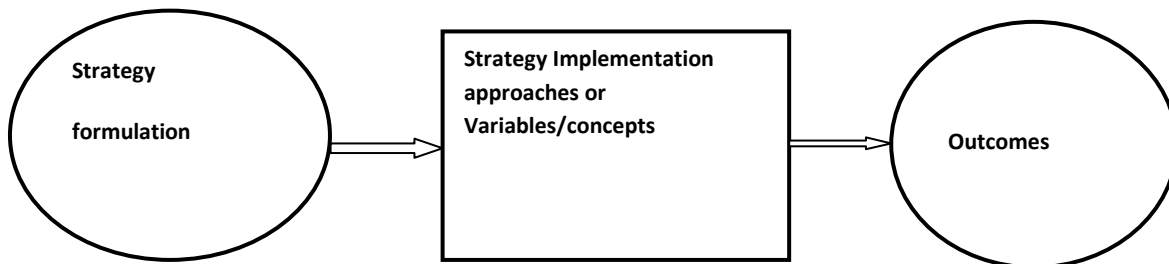 Strategy
formulation
Strategy Implementation
approaches or
Variables/concepts
Outcomes